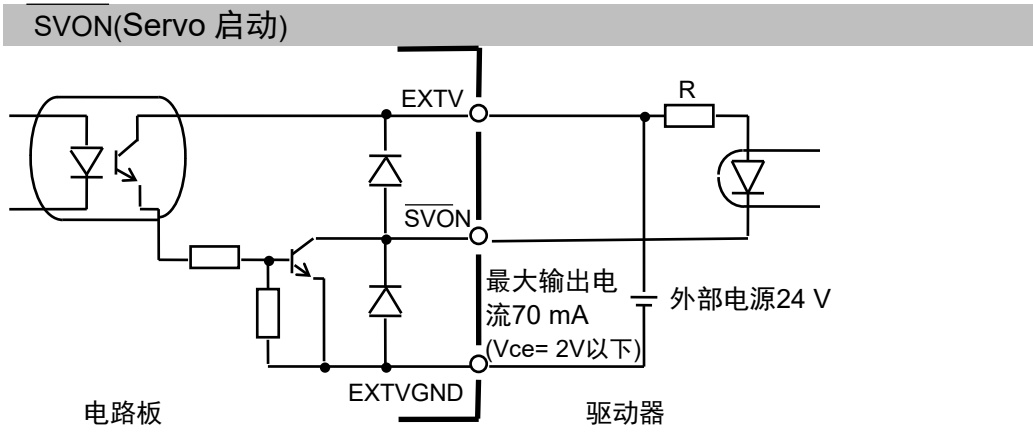 SVON(Servo 启动)
EXTV
R
SVON
最大输出电
流70 mA
(Vce= 2V以下)
外部电源24 V
EXTVGND
电路板
驱动器